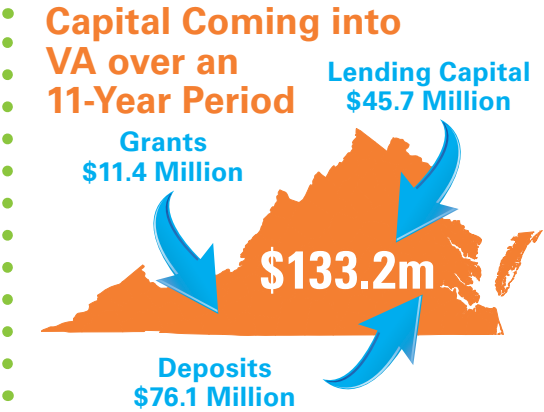 Capital Coming into
VA over an
11-Year Period
Lending Capital
$45.7 Million
Grants
$11.4 Million
$133.2m
Deposits
$76.1 Million